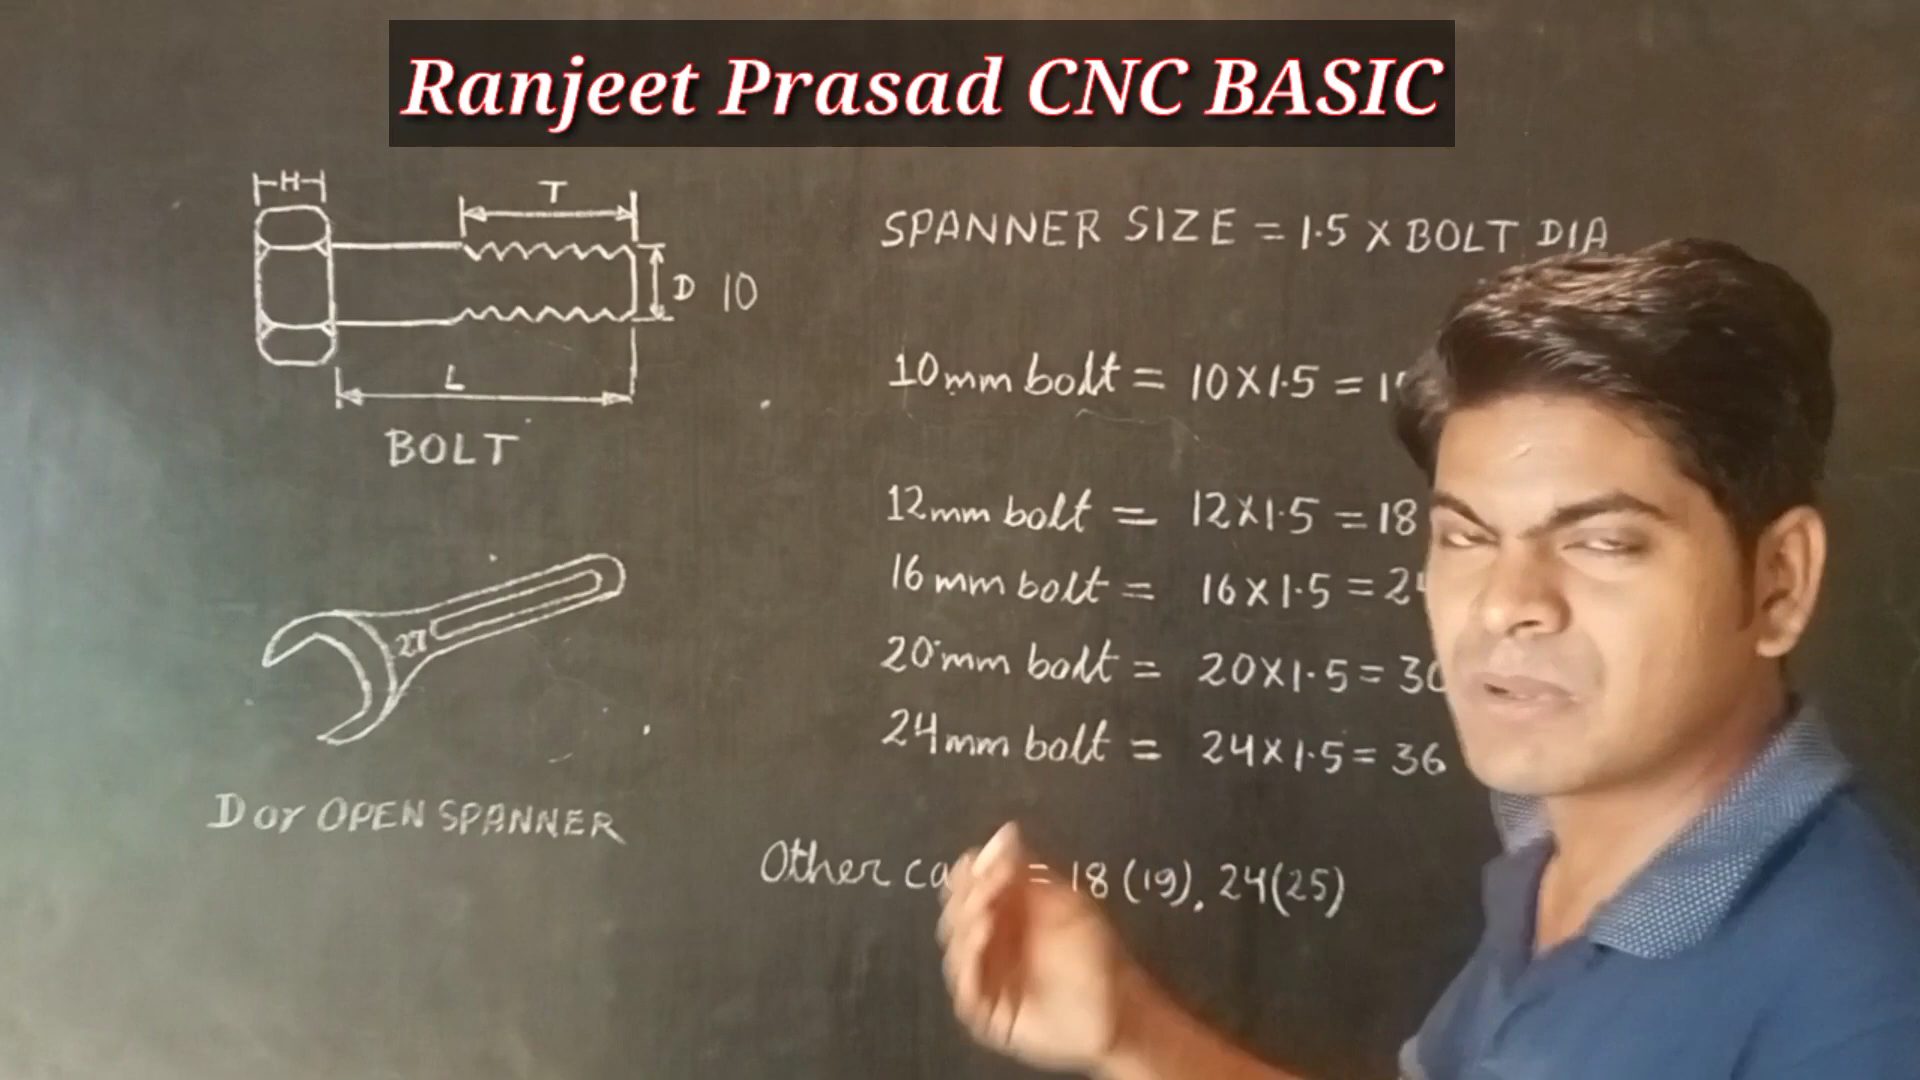 Ranjeet Prasad CNC BASIC
H
T
D 10
L
BOLT
27
D or OPEN SPANNER
SPANNER SIZE = 1.5 X BOLT DIA
10mm bolt = 10X1.5 =
12mm bolt = 12X1.5 = 18
16mm bolt = 16X1.5 = 24
20mm bolt = 20X1.5 = 30
24mm bolt = 24X1.5 = 36
Other = 18 (19), 24(25)